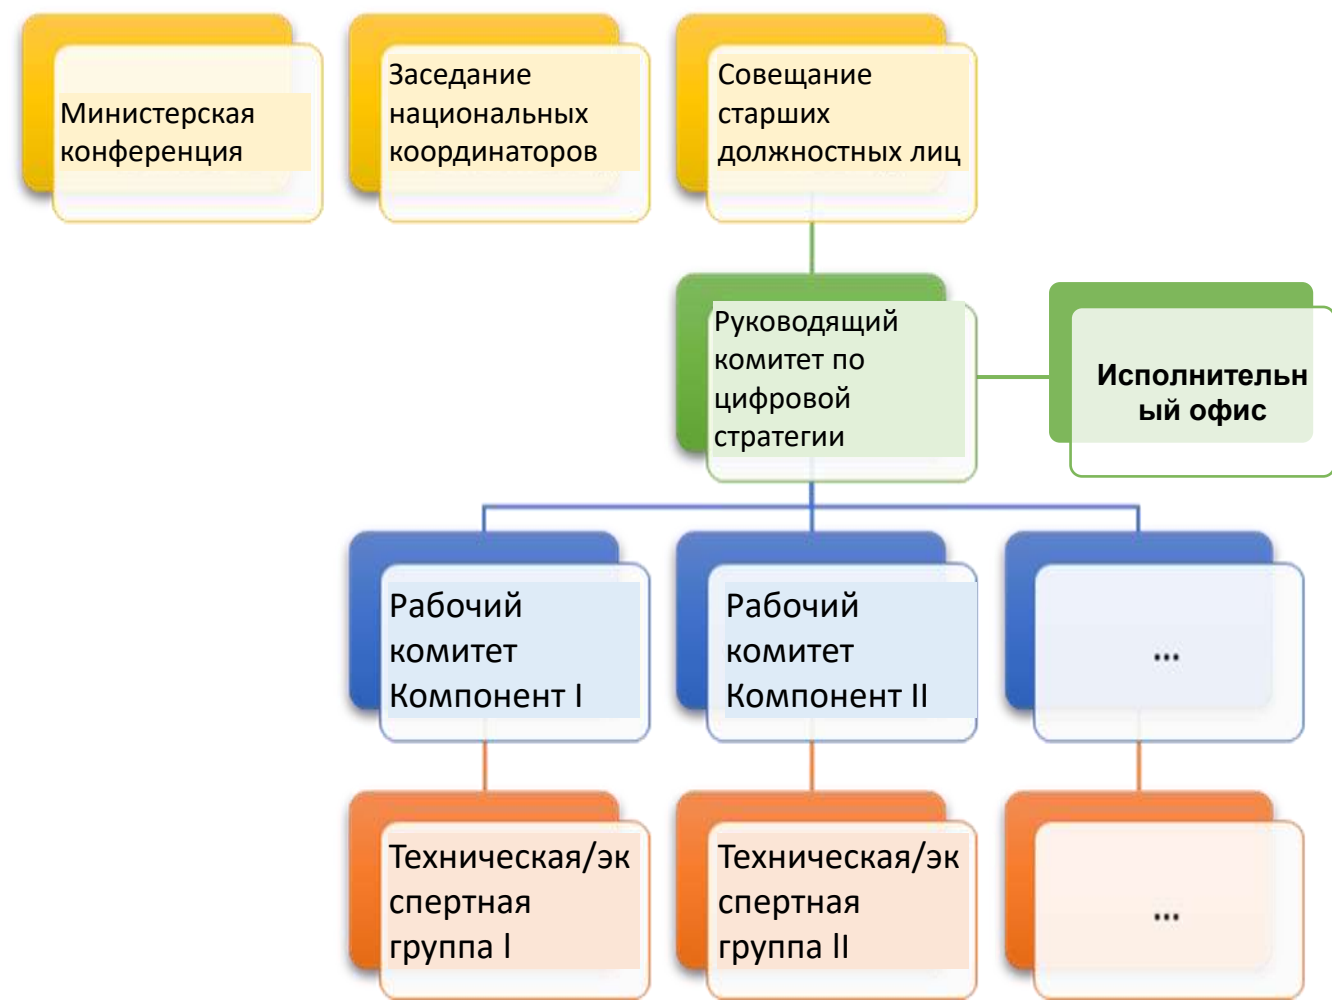 Министерская
конференция
Заседание
национальных
координаторов
Совещание
старших
должностных лиц
Руководящий
комитет по
цифровой
стратегии
Исполнительн
ый офис
Рабочий
комитет
Компонент I
Рабочий
комитет
Компонент II
...
Техническая/эк
спертная
группа I
Техническая/эк
спертная
группа II
...